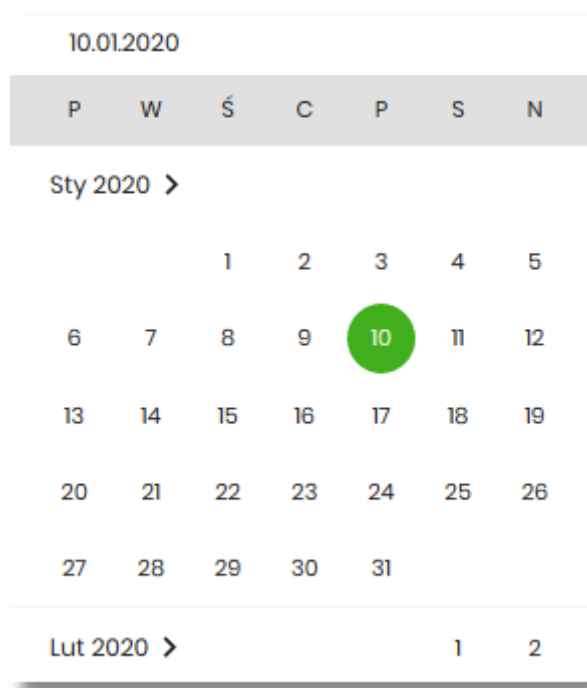 10.01.2020
P W Ś C P S N
Sty 2020 >
1 2 3 4 5
6 7 8 9 10 11 12
13 14 15 16 17 18 19
20 21 22 23 24 25 26
27 28 29 30 31
Lut 2020 > 1 2